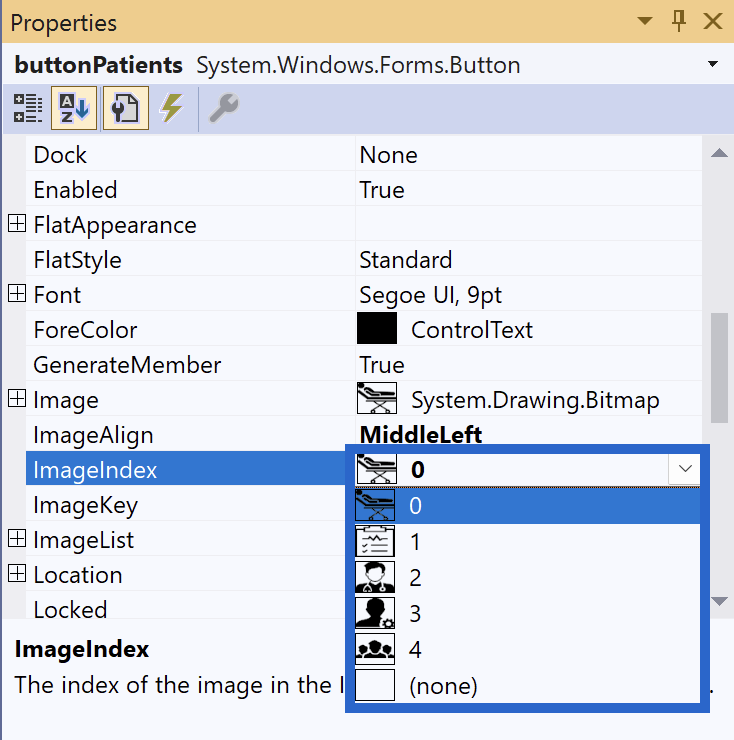 Properties
buttonPatients System.Windows.Forms.Button
A
Z
Dock None
Enabled True
FlatAppearance
FlatStyle Standard
Font Segoe UI, 9pt
ForeColor ControlText
GenerateMember True
Image System.Drawing.Bitmap
ImageAlign MiddleLeft
ImageIndex 0
ImageKey 0
ImageList 1
Location 2
Locked 3
4
(none)
ImageIndex
The index of the image in the